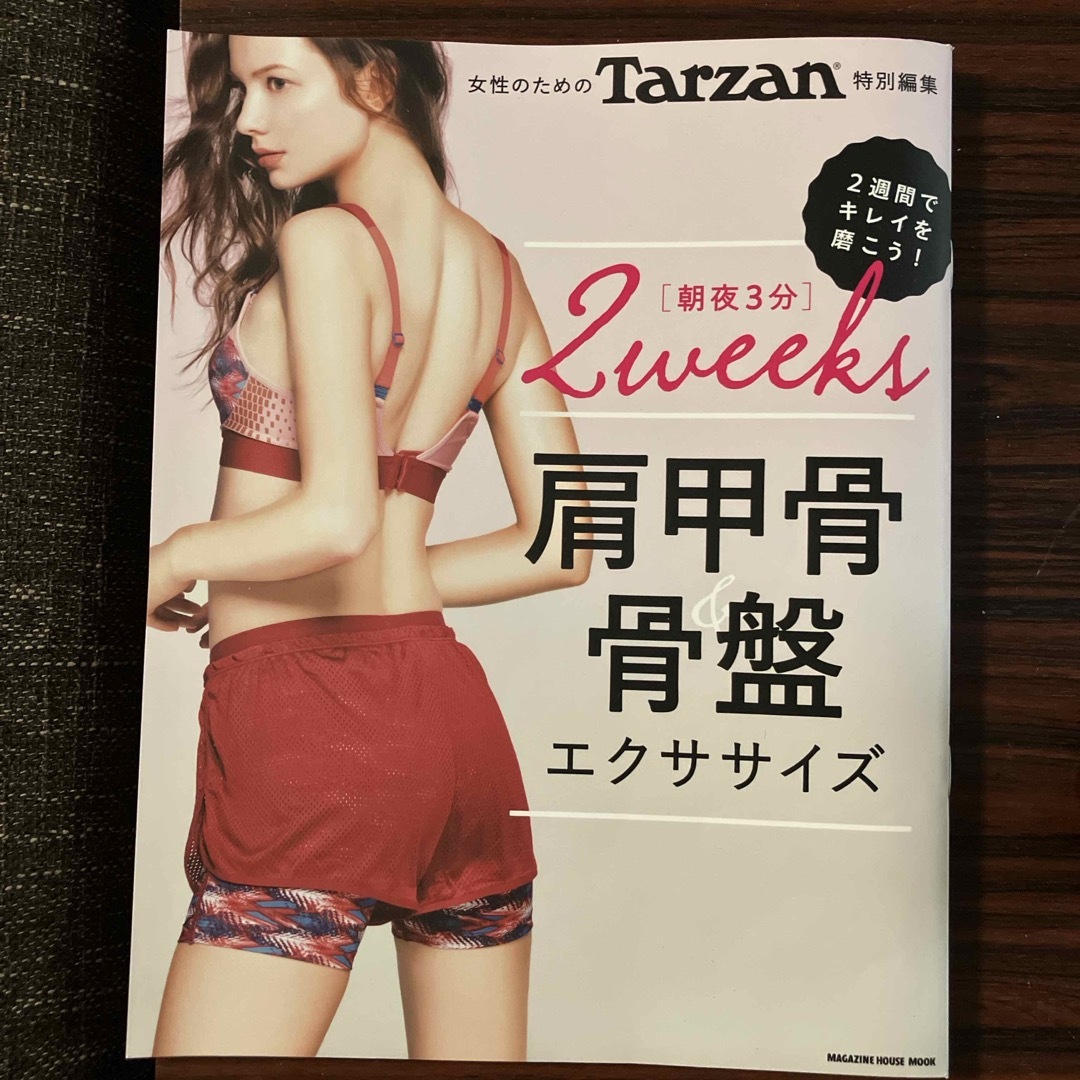 女性のための Tarzan® 特別編集
2週間で
キレイを
磨こう！
［朝夜3分］
2weeks
肩甲骨
&
骨盤
エクササイズ
MAGAZINE HOUSE MOOK